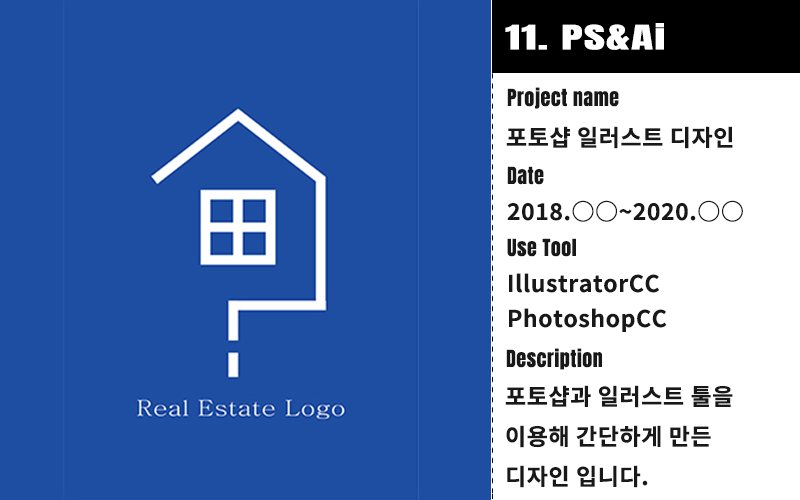 Real Estate Logo
11. PS&Ai
Project name
포토샵 일러스트 디자인
Date
2018.○○~2020.○○
Use Tool
IllustratorCC
PhotoshopCC
Description
포토샵과 일러스트 툴을
이용해 간단하게 만든
디자인 입니다.